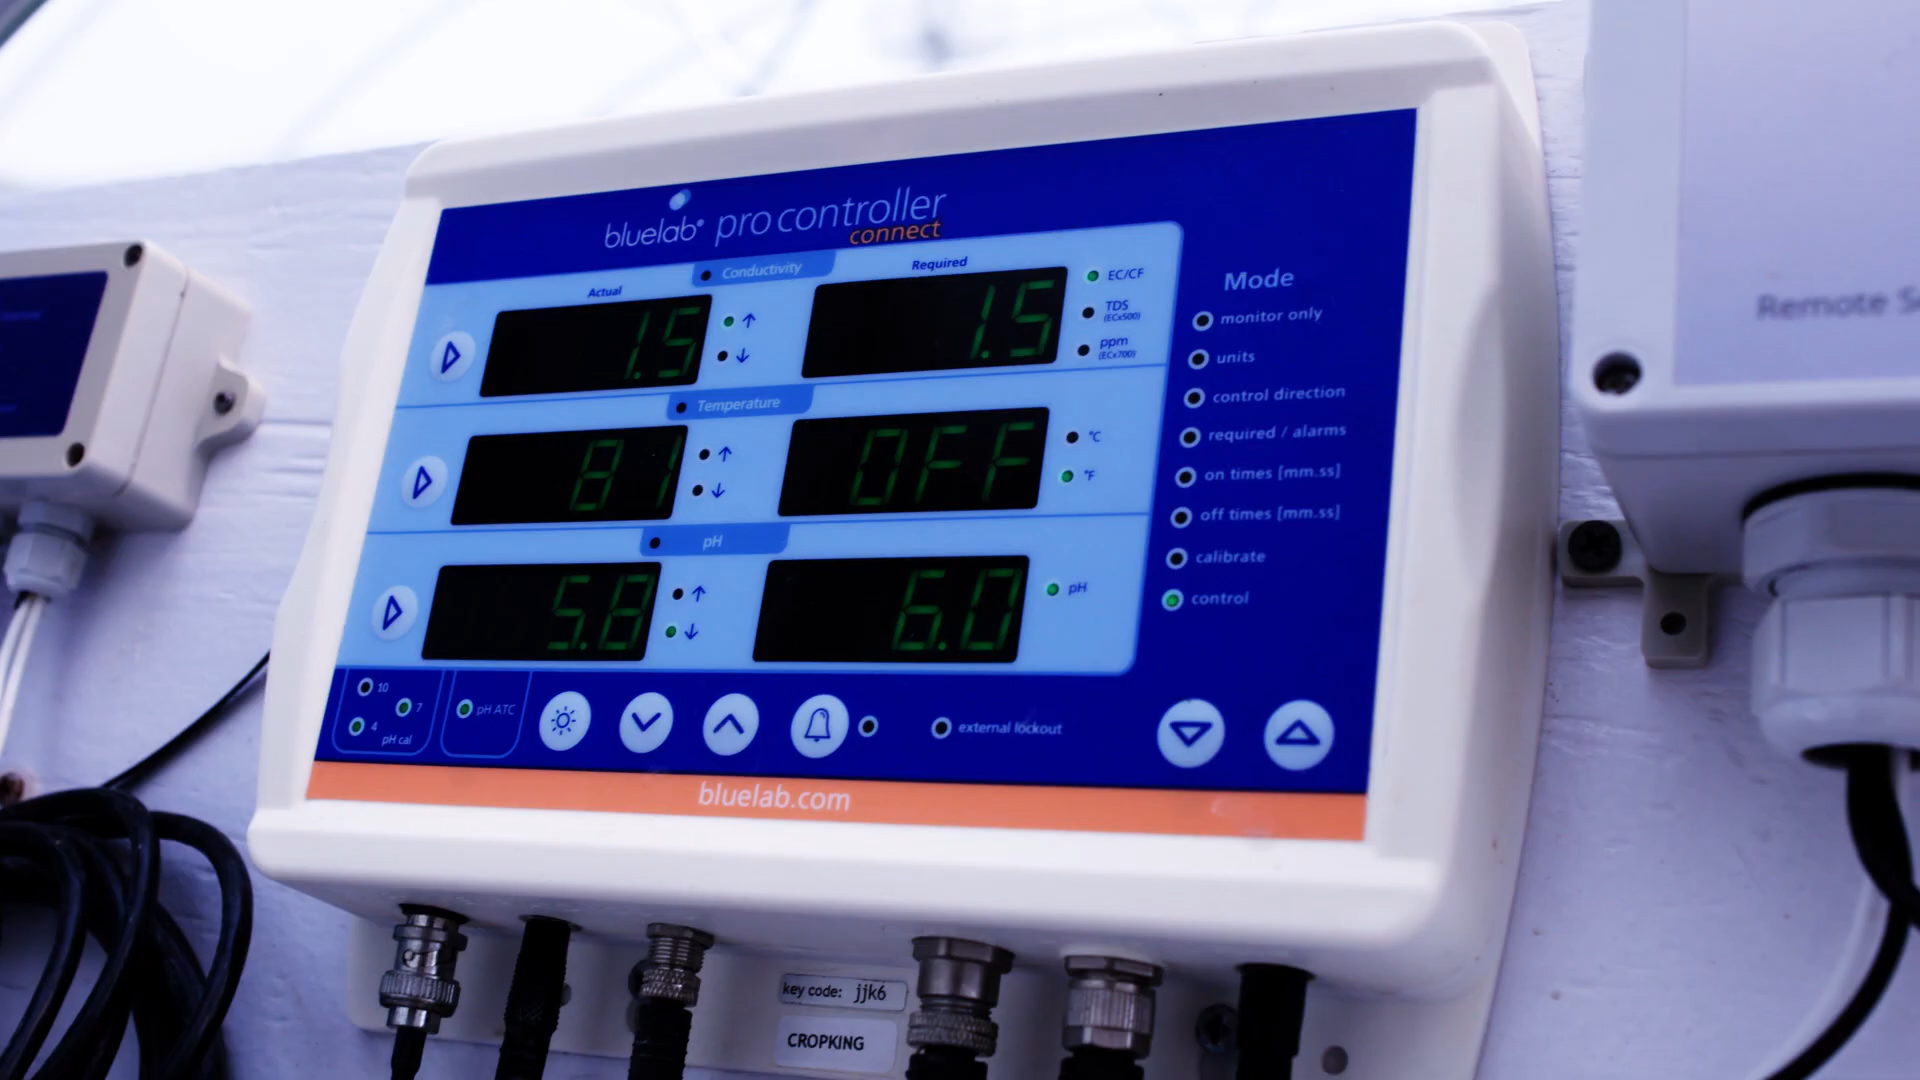 bluelab® pro controller
connect
Conductivity
Actual
Required
1.5
1.5
EC/CF
TDS
(ECx500)
ppm
(ECx700)
Temperature
81
OFF
°C
°F
pH
5.8
6.0
pH
Mode
monitor only
units
control direction
required / alarms
on times [mm.ss]
off times [mm.ss]
calibrate
control
10
7
4
pH cal
pH ATC
external lockout
bluelab.com
key code: jjk6
CROPKING
Remote